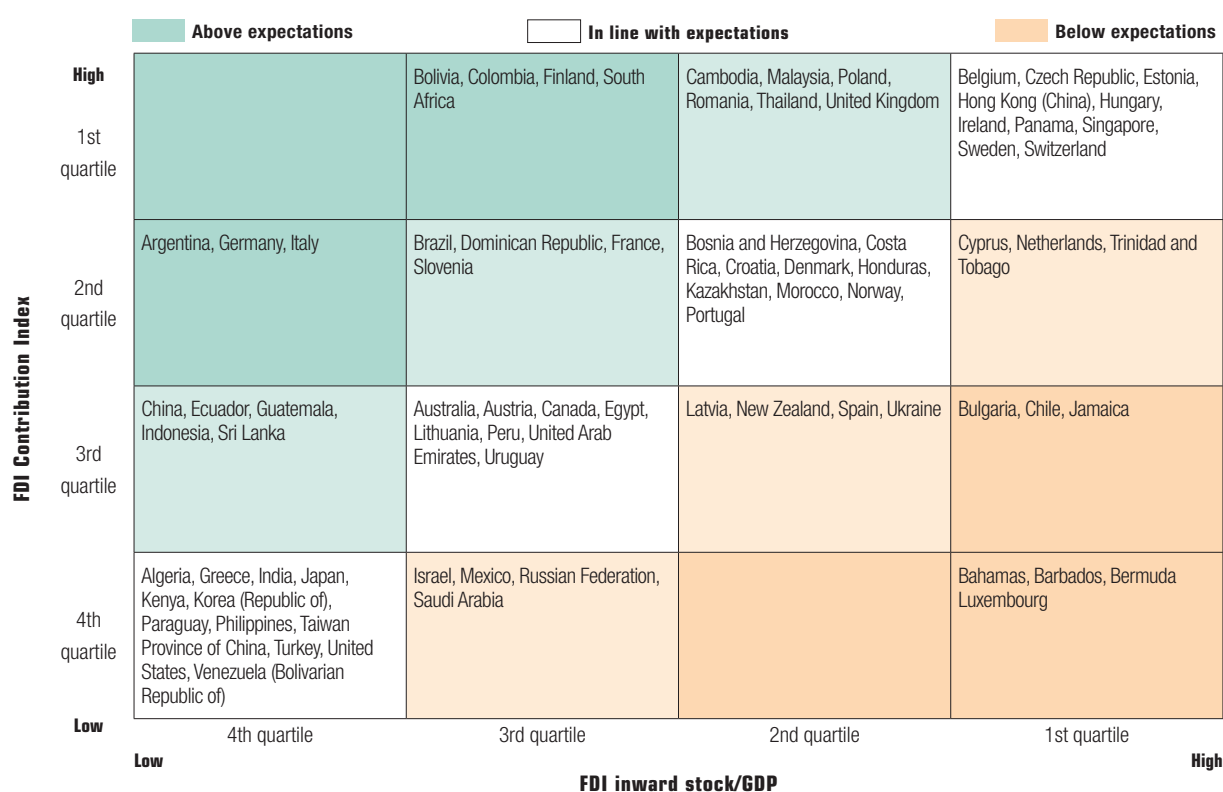 Above expectations
In line with expectations
Below expectations
High
1st
quartile
Bolivia, Colombia, Finland, South
Africa
Cambodia, Malaysia, Poland,
Romania, Thailand, United Kingdom
Belgium, Czech Republic, Estonia,
Hong Kong (China), Hungary,
Ireland, Panama, Singapore,
Sweden, Switzerland
FDI Contribution Index
2nd
quartile
Argentina, Germany, Italy
Brazil, Dominican Republic, France,
Slovenia
Bosnia and Herzegovina, Costa
Rica, Croatia, Denmark, Honduras,
Kazakhstan, Morocco, Norway,
Portugal
Cyprus, Netherlands, Trinidad and
Tobago
3rd
quartile
China, Ecuador, Guatemala,
Indonesia, Sri Lanka
Australia, Austria, Canada, Egypt,
Lithuania, Peru, United Arab
Emirates, Uruguay
Latvia, New Zealand, Spain, Ukraine
Bulgaria, Chile, Jamaica
4th
quartile
Algeria, Greece, India, Japan,
Kenya, Korea (Republic of),
Paraguay, Philippines, Taiwan
Province of China, Turkey, United
States, Venezuela (Bolivarian
Republic of)
Israel, Mexico, Russian Federation,
Saudi Arabia
Bahamas, Barbados, Bermuda
Luxembourg
Low
4th quartile
3rd quartile
2nd quartile
1st quartile
Low
High
FDI inward stock/GDP